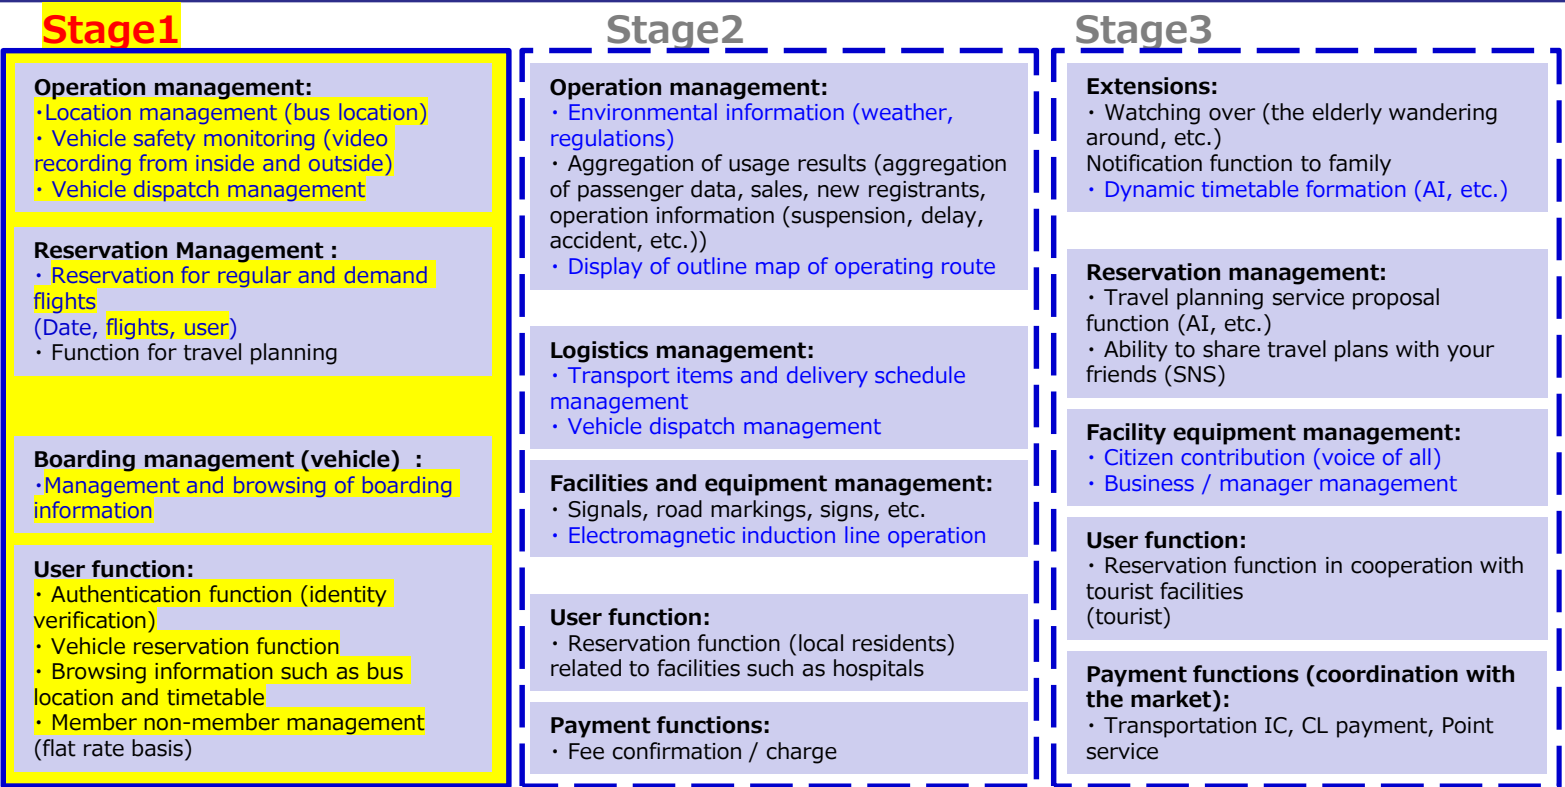 Stage1
Operation management:
・Location management (bus location)
・ Vehicle safety monitoring (video
recording from inside and outside)
・ Vehicle dispatch management
Reservation Management :
・ Reservation for regular and demand
flights
(Date, flights, user)
・ Function for travel planning
Boarding management (vehicle) :
・Management and browsing of boarding
information
User function:
・ Authentication function (identity
verification)
・ Vehicle reservation function
・ Browsing information such as bus
location and timetable
・ Member non-member management
(flat rate basis)
Stage2
Operation management:
・ Environmental information (weather,
regulations)
・ Aggregation of usage results (aggregation
of passenger data, sales, new registrants,
operation information (suspension, delay,
accident, etc.))
・ Display of outline map of operating route
Logistics management:
・ Transport items and delivery schedule
management
・ Vehicle dispatch management
Facilities and equipment management:
・ Signals, road markings, signs, etc.
・ Electromagnetic induction line operation
User function:
・ Reservation function (local residents)
related to facilities such as hospitals
Payment functions:
・ Fee confirmation / charge
Stage3
Extensions:
・ Watching over (the elderly wandering
around, etc.)
Notification function to family
・ Dynamic timetable formation (AI, etc.)
Reservation management:
・ Travel planning service proposal
function (AI, etc.)
・ Ability to share travel plans with your
friends (SNS)
Facility equipment management:
・ Citizen contribution (voice of all)
・ Business / manager management
User function:
・ Reservation function in cooperation with
tourist facilities
(tourist)
Payment functions (coordination with
the market):
・ Transportation IC, CL payment, Point
service